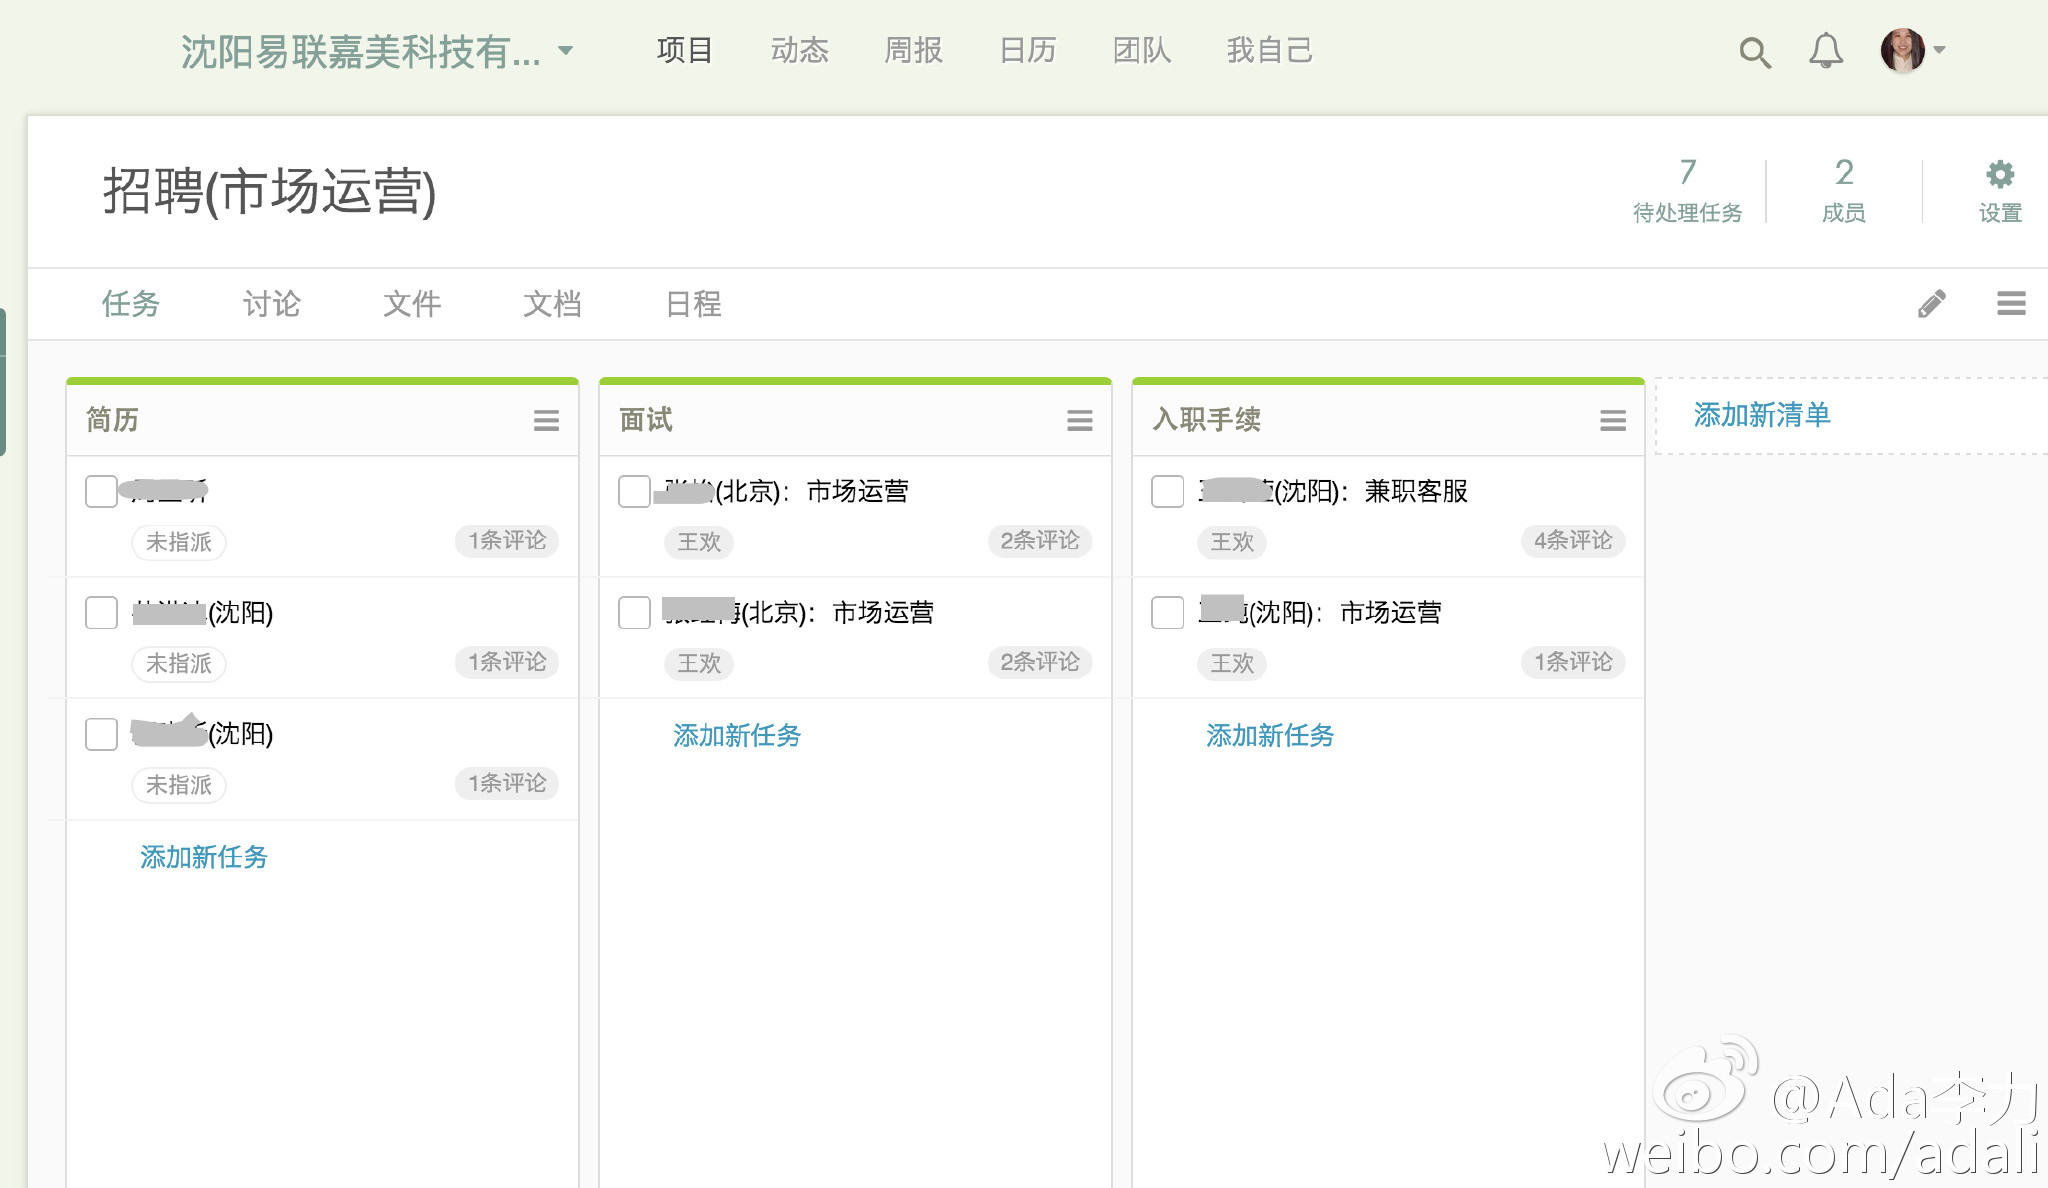 沈阳易联嘉美科技有... 项目 动态 周报 日历 团队 我自己
招聘(市场运营)
7 待处理任务
2 成员
设置
任务 讨论 文件 文档 日程
简历
未指派 1条评论
(沈阳)
未指派 1条评论
(沈阳)
未指派 1条评论
添加新任务
面试
(北京)：市场运营
王欢 2条评论
(北京)：市场运营
王欢 2条评论
添加新任务
入职手续
(沈阳)：兼职客服
王欢 4条评论
(沈阳)：市场运营
王欢 1条评论
添加新任务
添加新清单
@Ada李力
weibo.com/adali